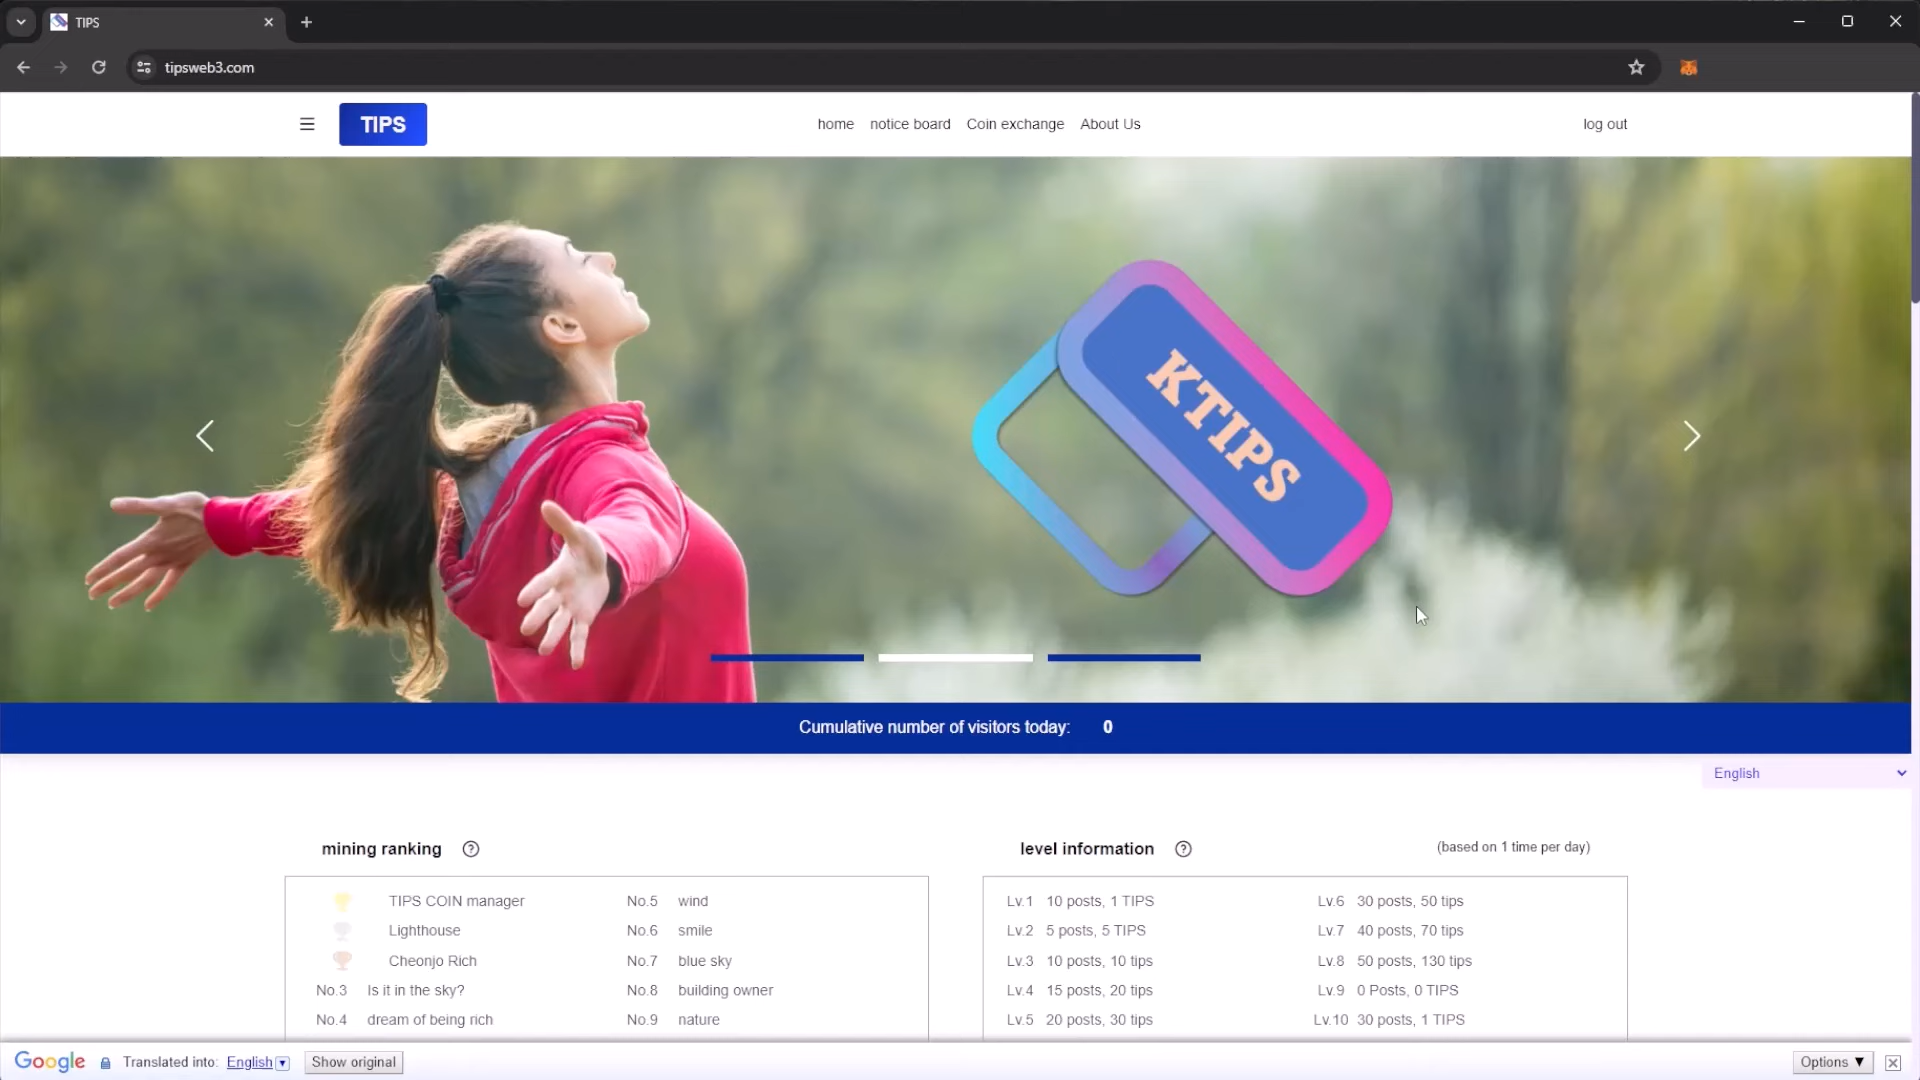 TIPS
tipsweb3.com
TIPS
home
notice board
Coin exchange
About Us
log out
KTIPS
Cumulative number of visitors today: 0
English
mining ranking
level information
(based on 1 time per day)
TIPS COIN manager
Lighthouse
Cheonjo Rich
No.3 Is it in the sky?
No.4 dream of being rich
No.5 wind
No.6 smile
No.7 blue sky
No.8 building owner
No.9 nature
Lv.1 10 posts, 1 TIPS
Lv.2 5 posts, 5 TIPS
Lv.3 10 posts, 10 tips
Lv.4 15 posts, 20 tips
Lv.5 20 posts, 30 tips
Lv.6 30 posts, 50 tips
Lv.7 40 posts, 70 tips
Lv.8 50 posts, 130 tips
Lv.9 0 Posts, 0 TIPS
Lv.10 30 posts, 1 TIPS
Google Translated into: English Show original Options ▼